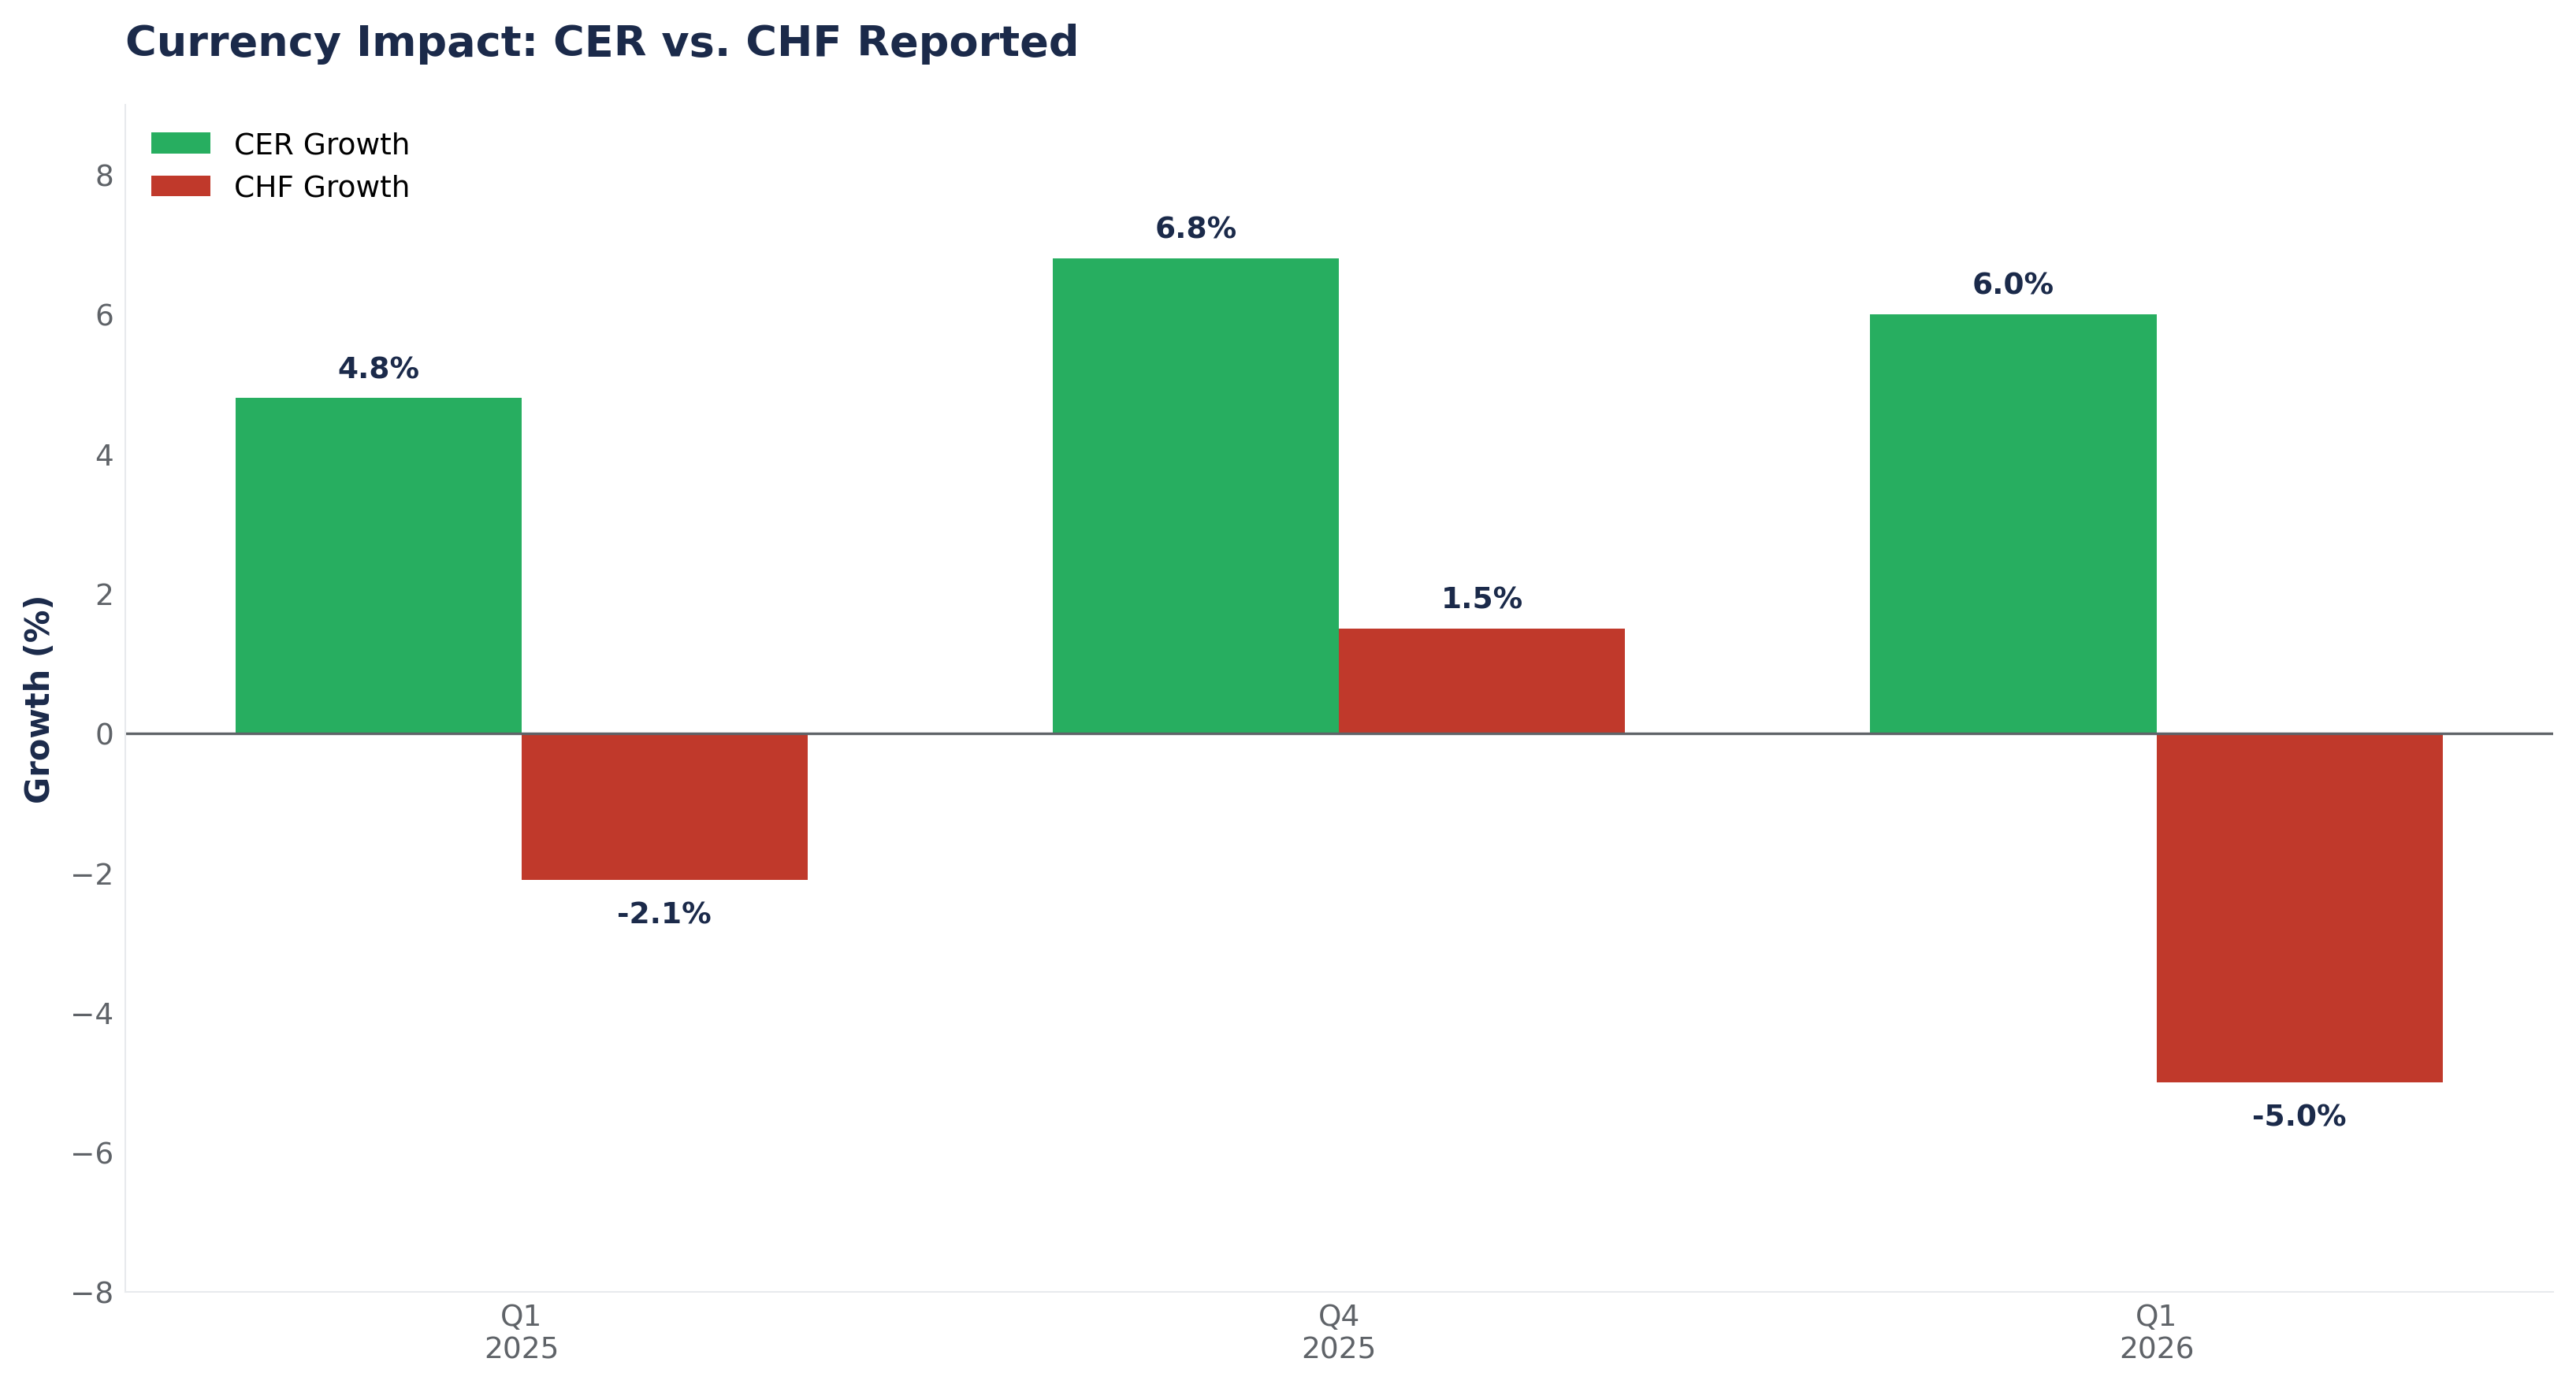 Currency Impact: CER vs. CHF Reported
CER Growth
CHF Growth
Growth (%)
8
6
4
2
0
−2
−4
−6
−8
4.8%
-2.1%
6.8%
1.5%
6.0%
-5.0%
Q1
2025
Q4
2025
Q1
2026